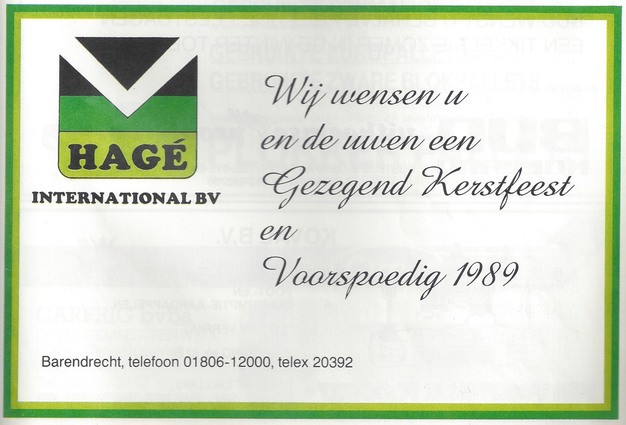 HAGÉ
INTERNATIONAL BV
Wij wensen u
en de uwen een
Gezegend Kerstfeest
en
Voorspoedig 1989
Barendrecht, telefoon 01806-12000, telex 20392